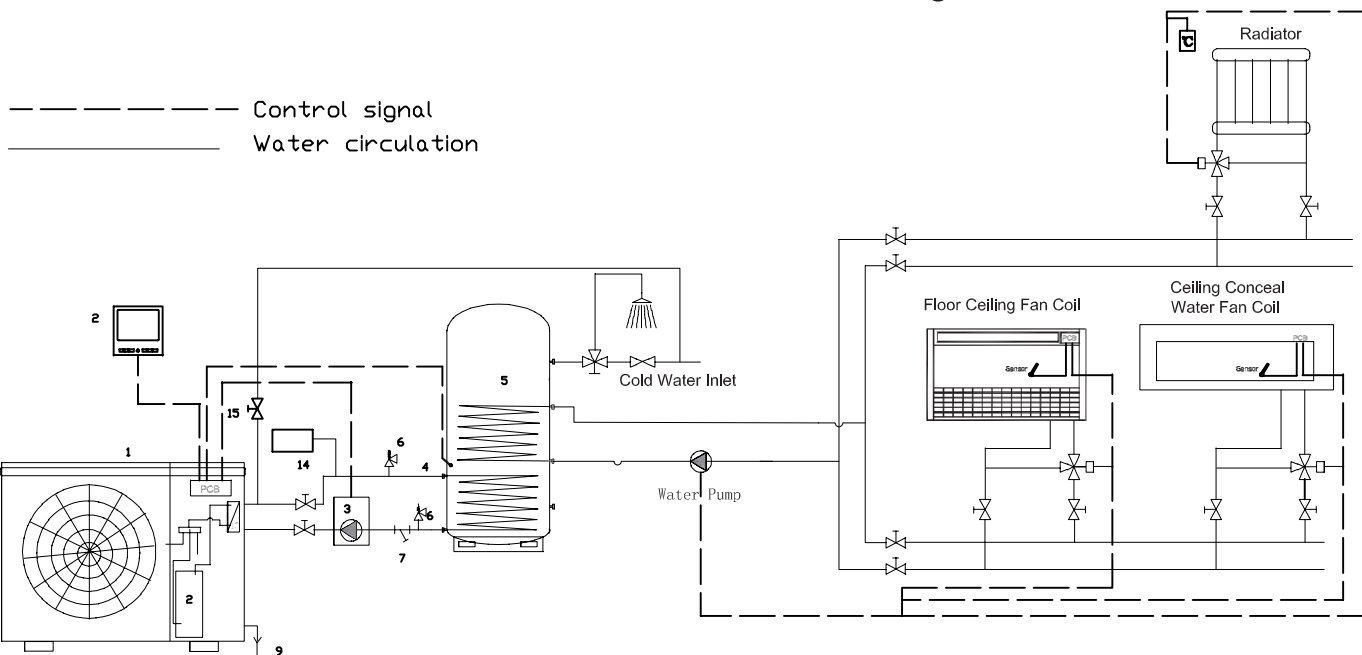 g
℃
Radiator
Control signal
Water circulation
Ceiling Conceal
Water Fan Coil
Floor Ceiling Fan Coil
2
PCB
PCB
Sensor
Sensor
5
Cold Water Inlet
15
6
1
14
4
PCB
Water Pump
3
6
7
2
9